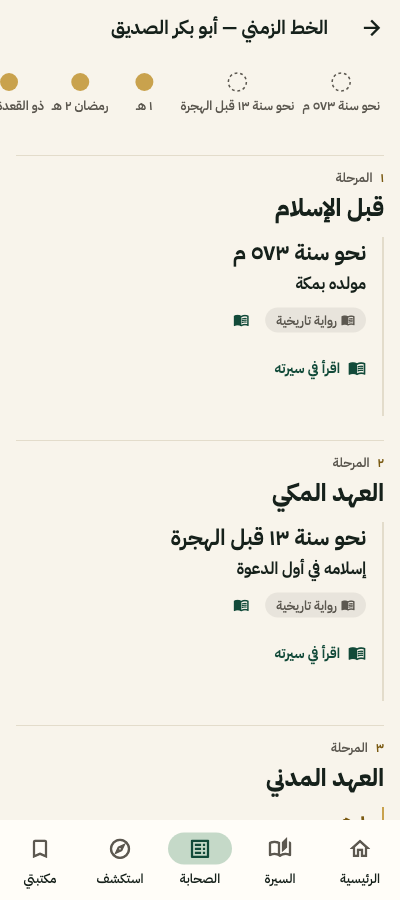 الخط الزمني — أبو بكر الصديق
نحو سنة ٥٧٣ م
نحو سنة ١٣ قبل الهجرة
١ هـ
رمضان ٢ هـ
ذو القعدة
١ المرحلة
قبل الإسلام
نحو سنة ٥٧٣ م
مولده بمكة
رواية تاريخية
اقرأ في سيرته
٢ المرحلة
العهد المكي
نحو سنة ١٣ قبل الهجرة
إسلامه في أول الدعوة
رواية تاريخية
اقرأ في سيرته
٣ المرحلة
العهد المدني
الرئيسية
السيرة
الصحابة
استكشف
مكتبتي